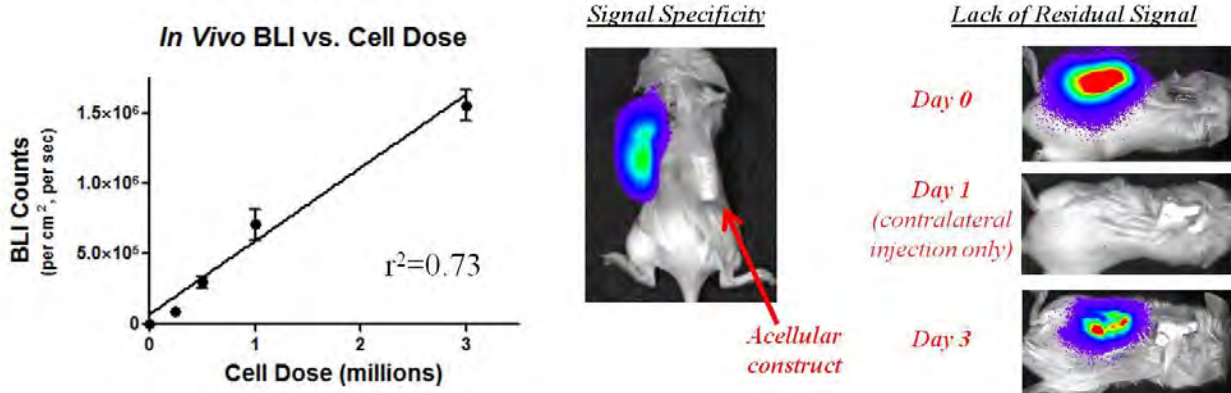 In Vivo BLI vs. Cell Dose
BLI Counts
(per cm², per sec)
1.5×10⁶
1.0×10⁶
5.0×10⁵
0
0
1
2
3
r²=0.73
Cell Dose (millions)
Signal Specificity
Acellular
construct
Lack of Residual Signal
Day 0
Day 1
(contralateral
injection only)
Day 3